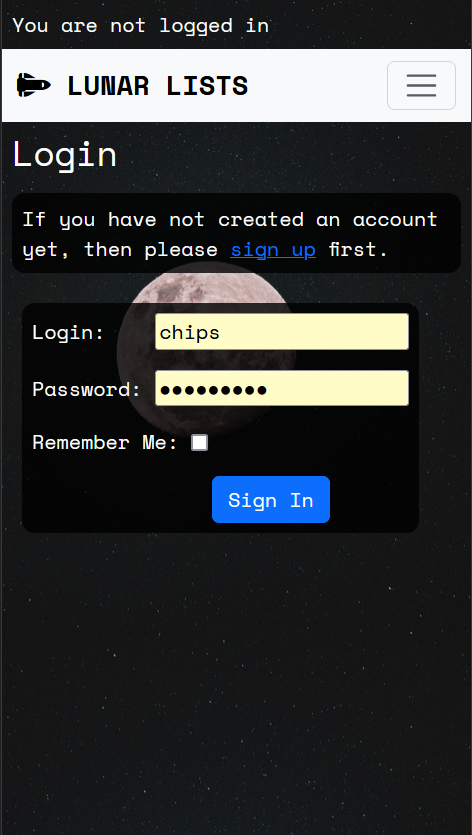 You are not logged in
LUNAR LISTS
Login
If you have not created an account
yet, then please sign up first.
Login: chips
Password: •••••••••
Remember Me:
Sign In